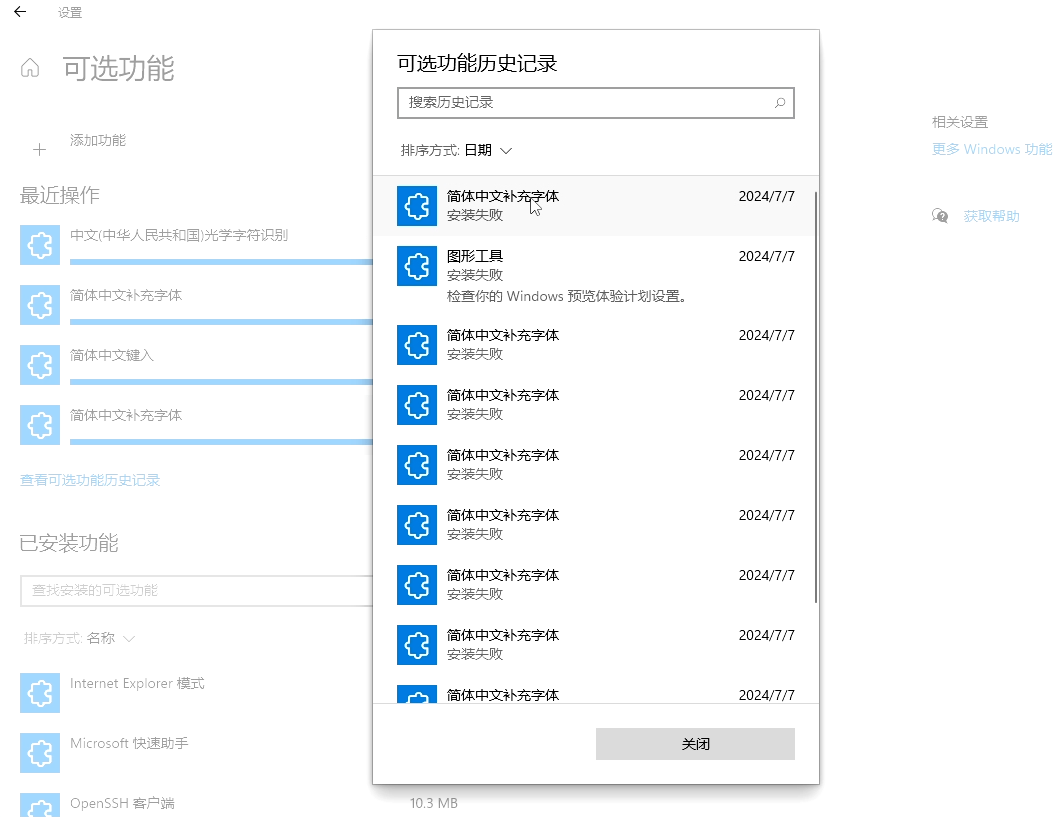 设置
可选功能
添加功能
最近操作
中文(中华人民共和国)光学字符识别
简体中文补充字体
简体中文键入
简体中文补充字体
查看可选功能历史记录
已安装功能
查找安装的可选功能
排序方式: 名称
Internet Explorer 模式
Microsoft 快速助手
OpenSSH 客户端
10.3 MB
可选功能历史记录
搜索历史记录
排序方式: 日期
简体中文补充字体 2024/7/7
安装失败
图形工具 2024/7/7
安装失败
检查你的 Windows 预览体验计划设置。
简体中文补充字体 2024/7/7
安装失败
简体中文补充字体 2024/7/7
安装失败
简体中文补充字体 2024/7/7
安装失败
简体中文补充字体 2024/7/7
安装失败
简体中文补充字体 2024/7/7
安装失败
简体中文补充字体 2024/7/7
安装失败
简体中文补充字体 2024/7/7
关闭
相关设置
更多 Windows 功能
获取帮助